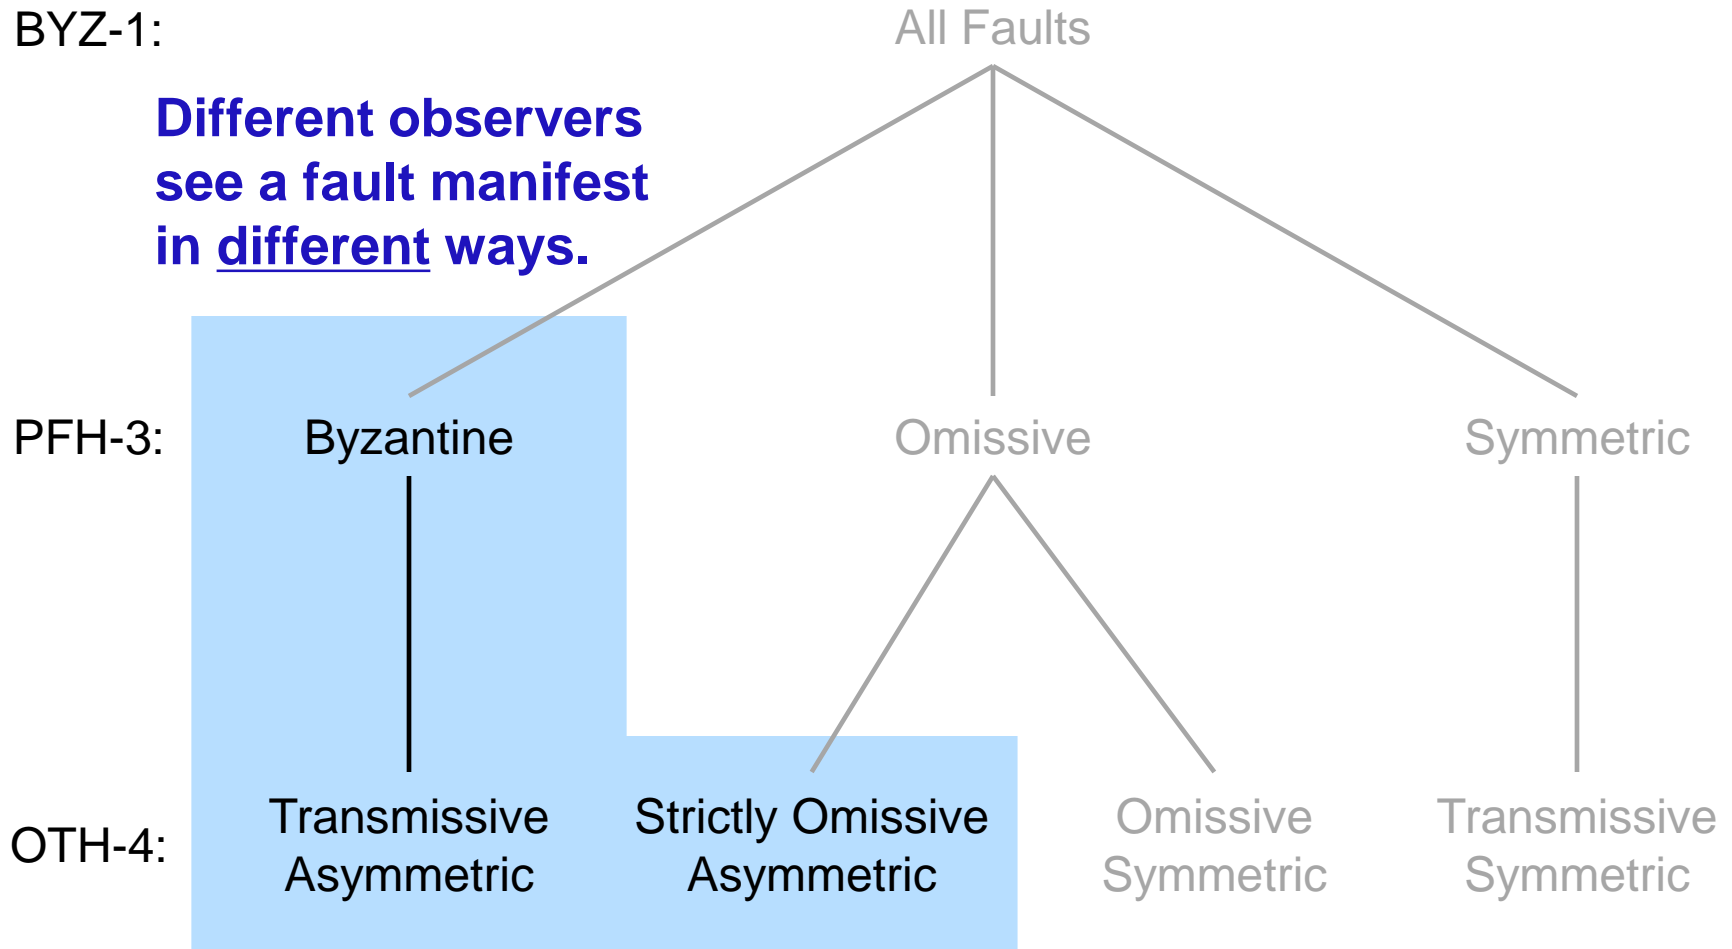 BYZ-1:
All Faults
Different observers
see a fault manifest
in different ways.
PFH-3:
Byzantine
Omissive
Symmetric
OTH-4:
Transmissive
Asymmetric
Strictly Omissive
Asymmetric
Omissive
Symmetric
Transmissive
Symmetric